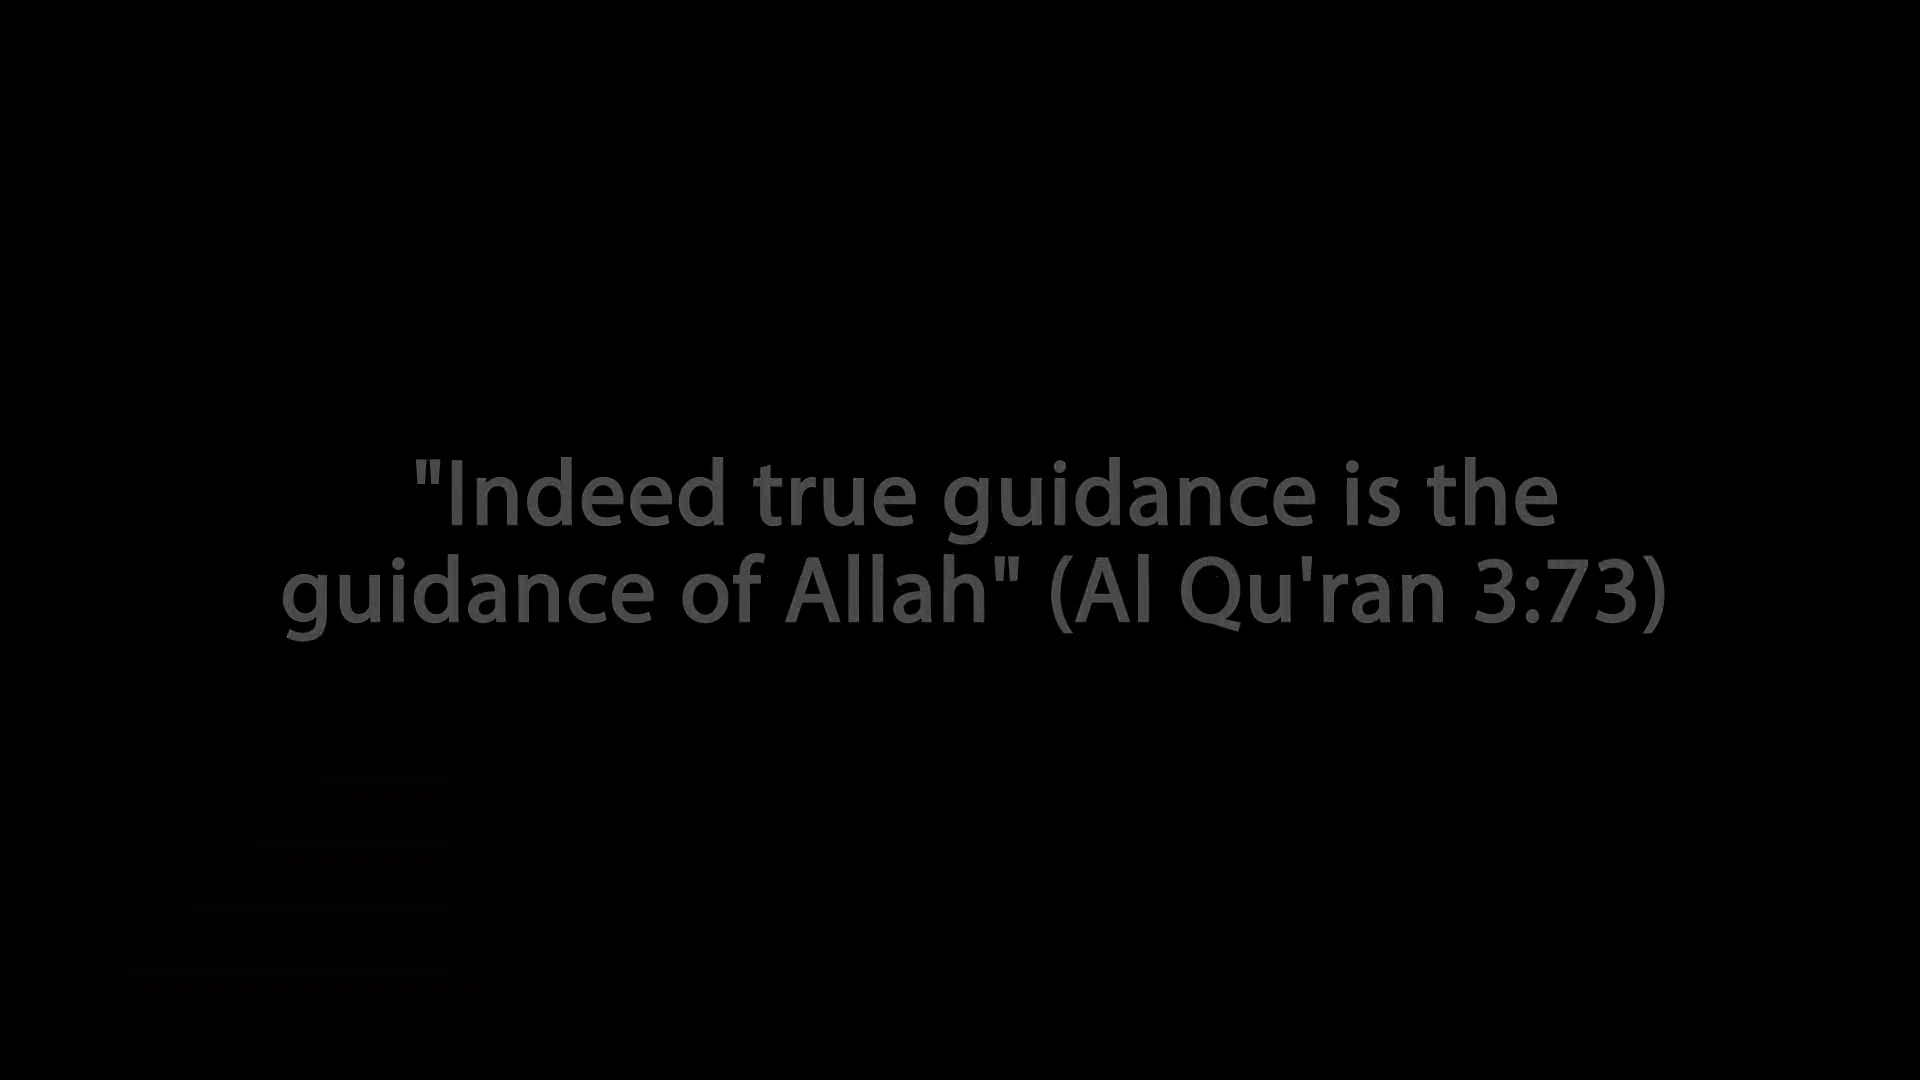 "Indeed true guidance is the
guidance of Allah" (Al Qu'ran 3:73)